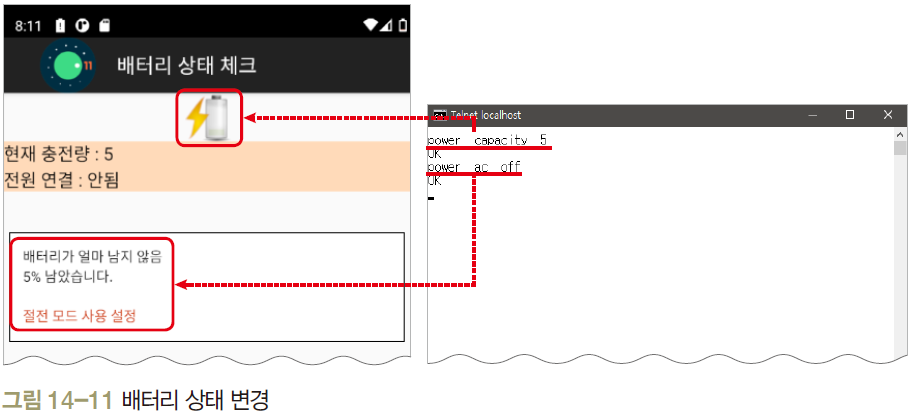 8:11
11 배터리 상태 체크
현재 충전량 : 5
전원 연결 : 안됨
배터리가 얼마 남지 않음
5% 남았습니다.
절전 모드 사용 설정
Telnet localhost
power capacity 5
OK
power ac off
OK
그림 14-11 배터리 상태 변경